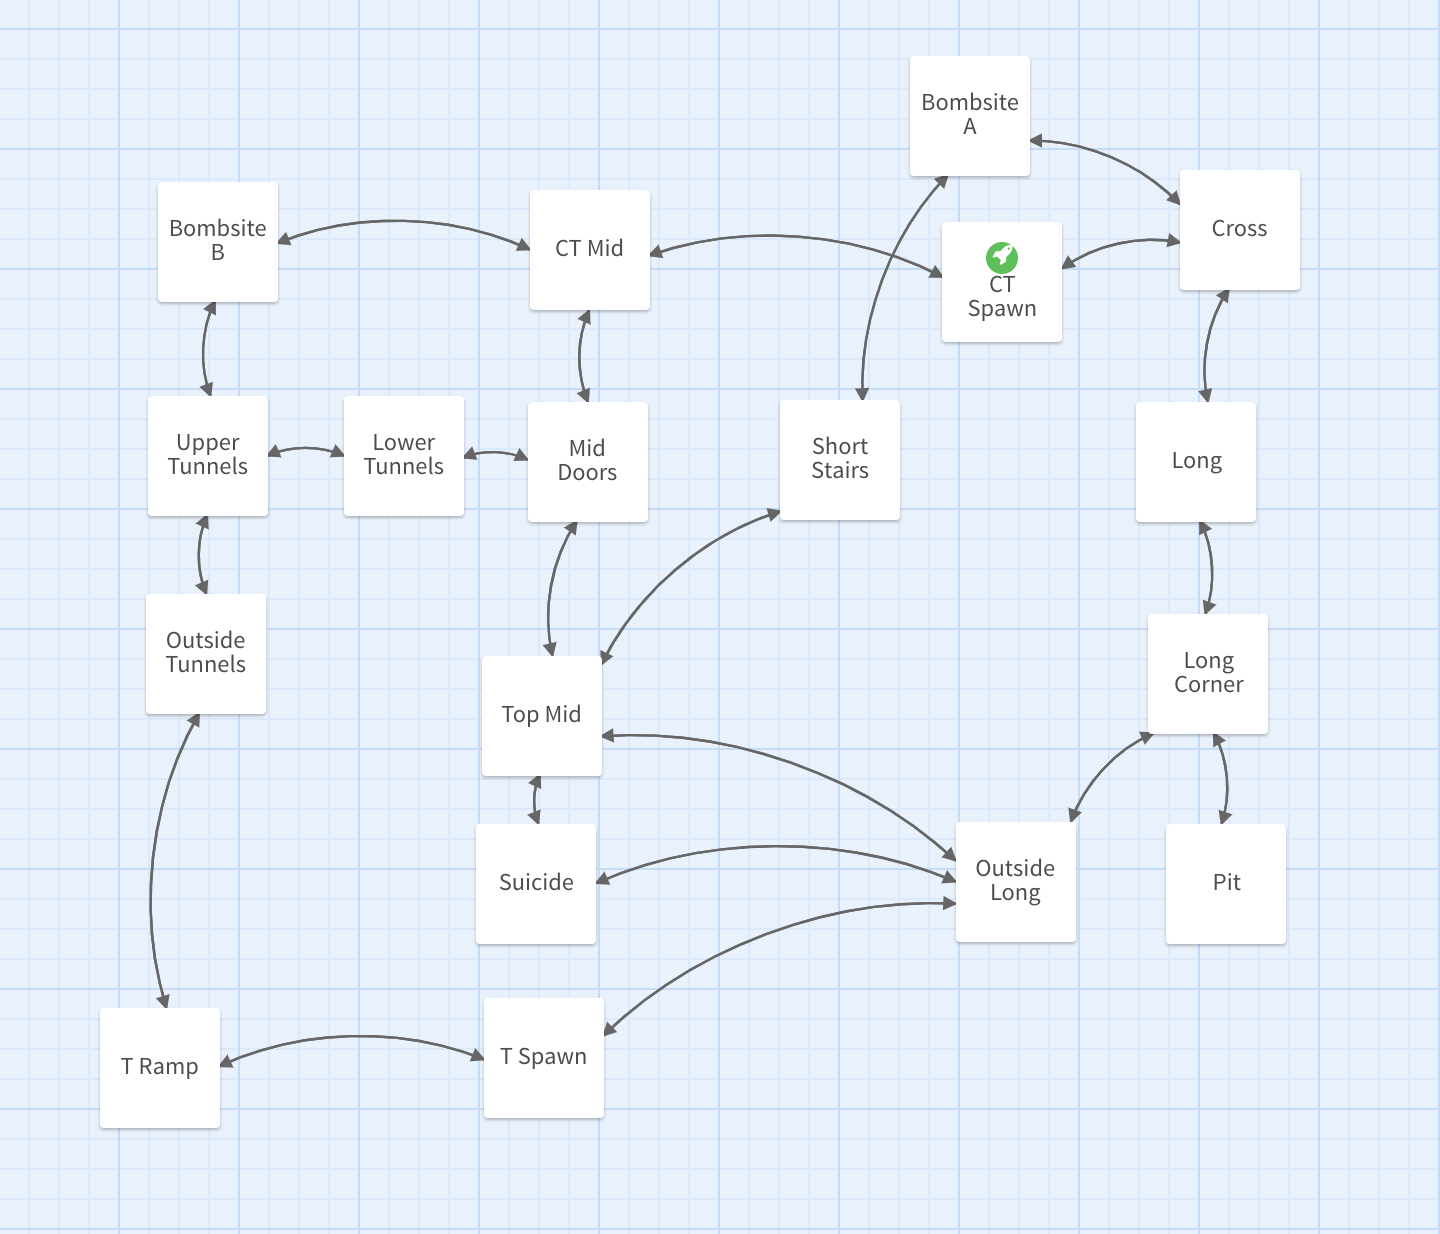 Bombsite
A
Bombsite
B
CT Mid
CT
Spawn
Cross
Upper
Tunnels
Lower
Tunnels
Mid
Doors
Short
Stairs
Long
Outside
Tunnels
Top Mid
Long
Corner
Suicide
Outside
Long
Pit
T Ramp
T Spawn